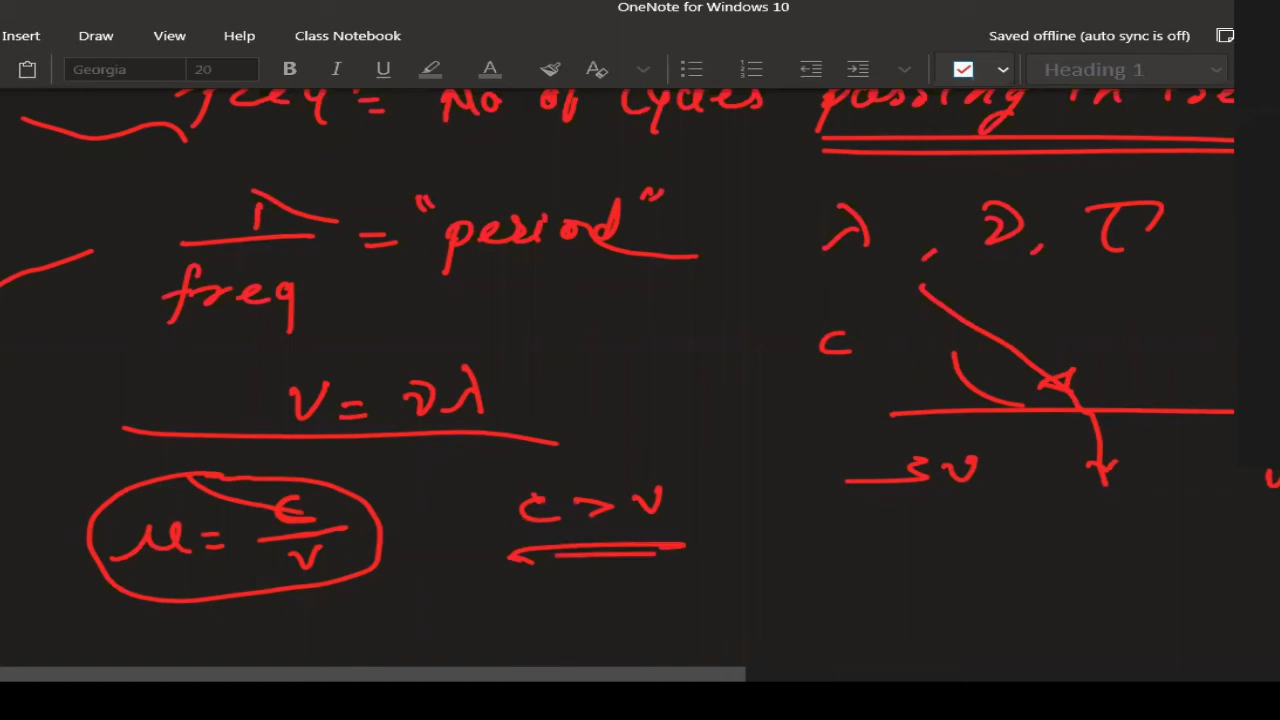 OneNote for Windows 10
Insert Draw View Help Class Notebook Saved offline (auto sync is off)
Georgia 20 B I U A Heading 1
freq = No of Cycles passing in 1se
1/freq = "period"
λ, ν, τ
c
v = νλ
μ = c/v
c > v
v